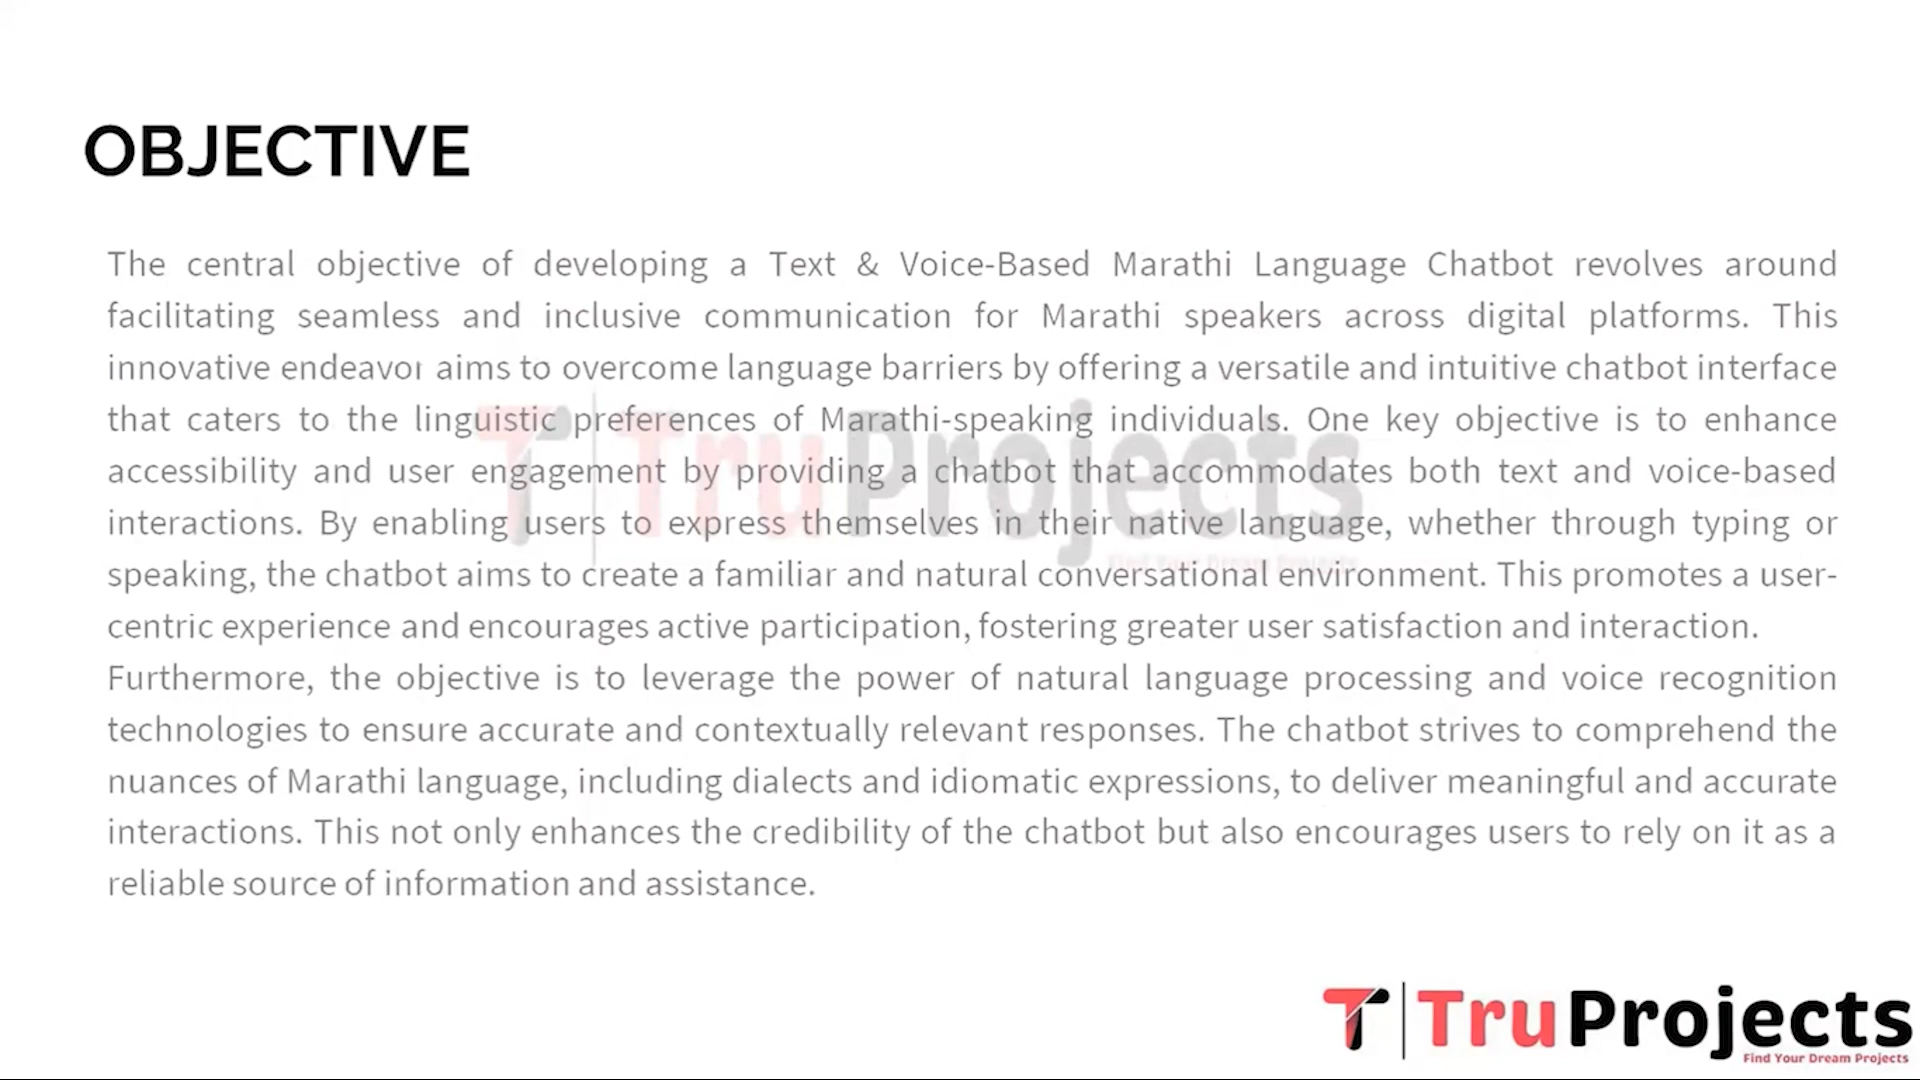 OBJECTIVE
The central objective of developing a Text & Voice-Based Marathi Language Chatbot revolves around
facilitating seamless and inclusive communication for Marathi speakers across digital platforms. This
innovative endeavor aims to overcome language barriers by offering a versatile and intuitive chatbot interface
that caters to the linguistic preferences of Marathi-speaking individuals. One key objective is to enhance
accessibility and user engagement by providing a chatbot that accommodates both text and voice-based
interactions. By enabling users to express themselves in their native language, whether through typing or
speaking, the chatbot aims to create a familiar and natural conversational environment. This promotes a user-
centric experience and encourages active participation, fostering greater user satisfaction and interaction.
Furthermore, the objective is to leverage the power of natural language processing and voice recognition
technologies to ensure accurate and contextually relevant responses. The chatbot strives to comprehend the
nuances of Marathi language, including dialects and idiomatic expressions, to deliver meaningful and accurate
interactions. This not only enhances the credibility of the chatbot but also encourages users to rely on it as a
reliable source of information and assistance.
TruProjects
Find Your Dream Projects
TruProjects
Find Your Dream Projects